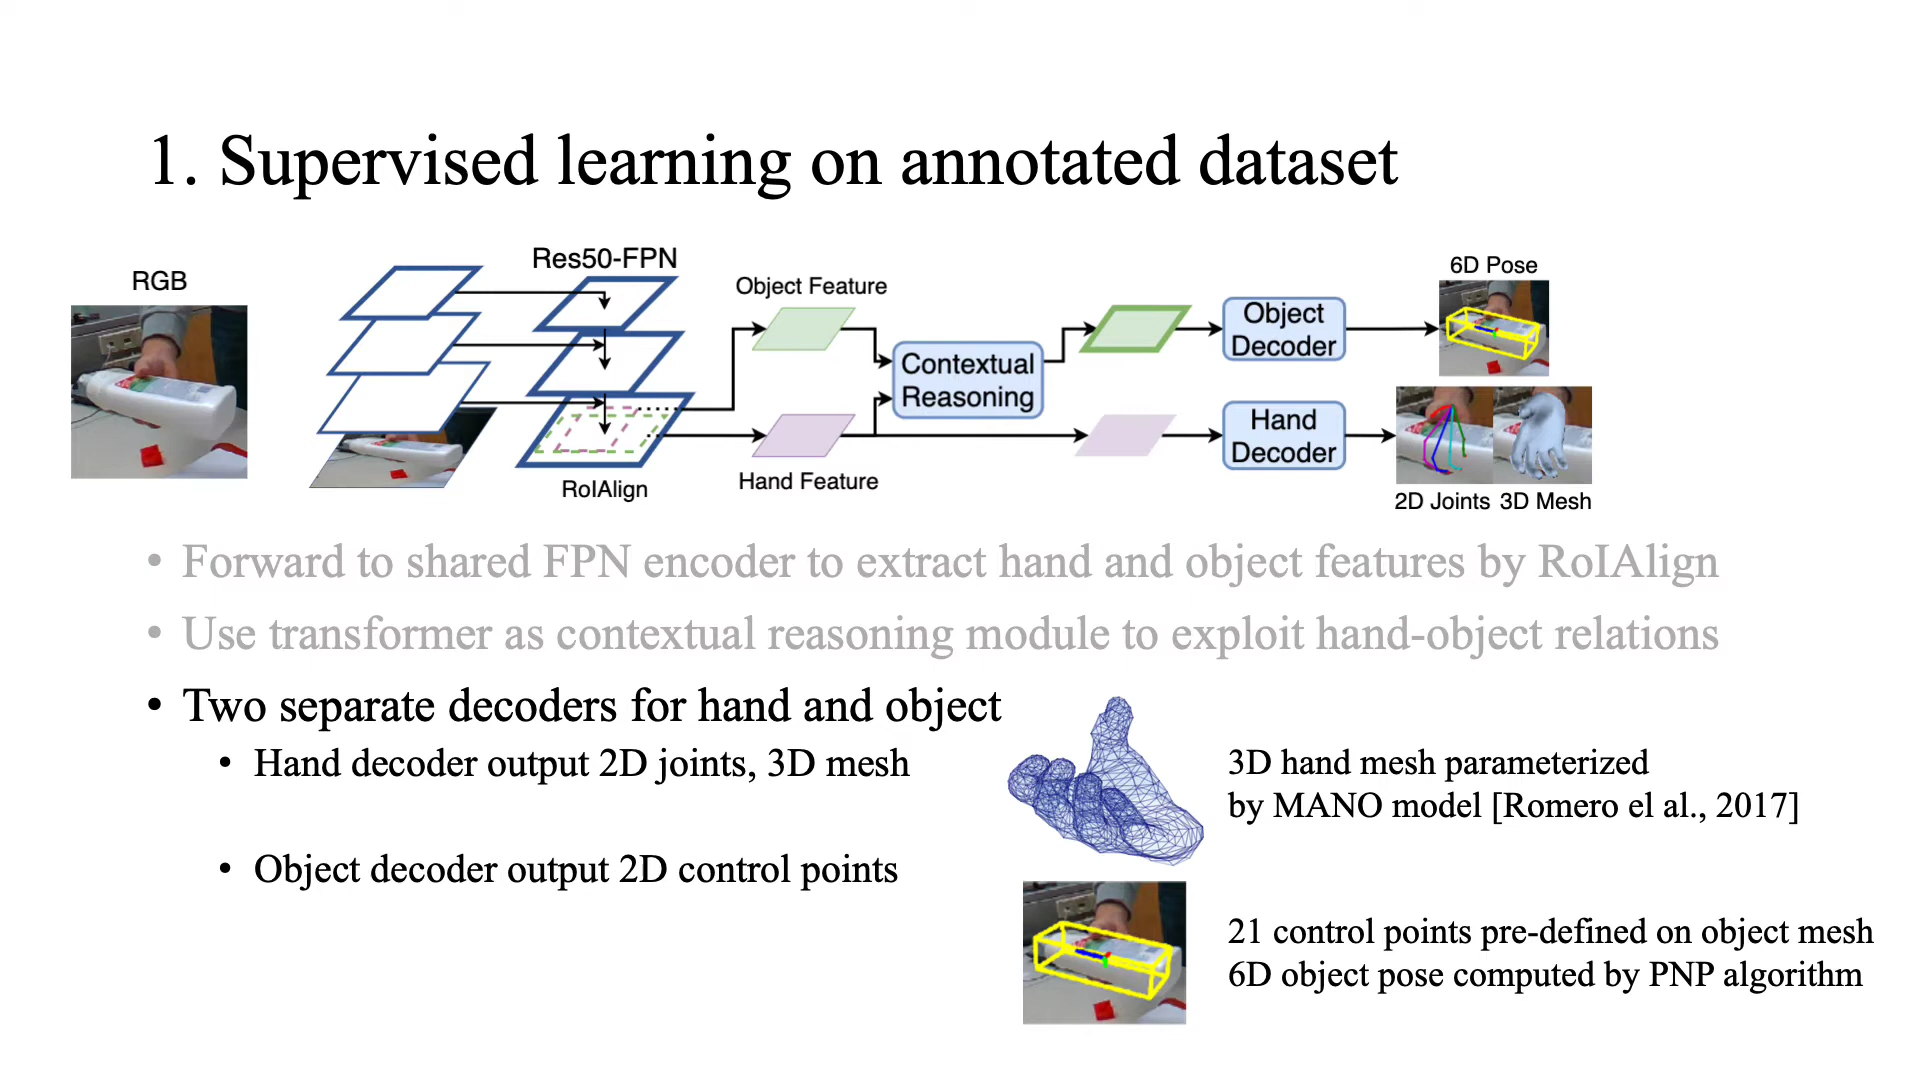 1. Supervised learning on annotated dataset
RGB
Res50-FPN
RoIAlign
Object Feature
Hand Feature
Contextual
Reasoning
Object
Decoder
Hand
Decoder
6D Pose
2D Joints 3D Mesh
• Forward to shared FPN encoder to extract hand and object features by RoIAlign
• Use transformer as contextual reasoning module to exploit hand-object relations
• Two separate decoders for hand and object
• Hand decoder output 2D joints, 3D mesh
3D hand mesh parameterized
by MANO model [Romero el al., 2017]
• Object decoder output 2D control points
21 control points pre-defined on object mesh
6D object pose computed by PNP algorithm